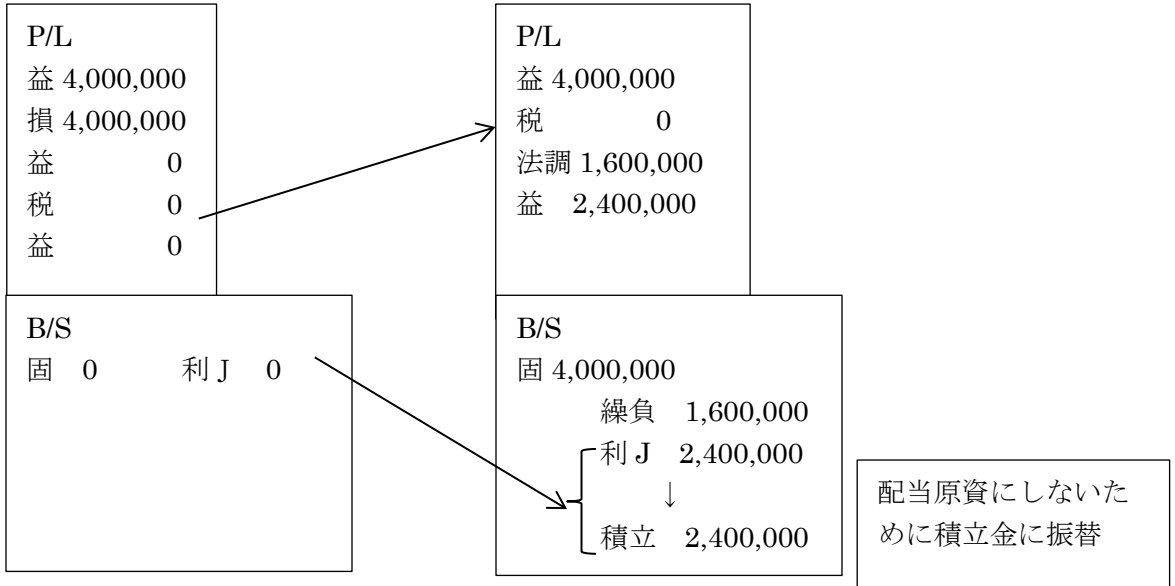 P/L
益 4,000,000
損 4,000,000
益 0
税 0
益 0
P/L
益 4,000,000
税 0
法調 1,600,000
益 2,400,000
B/S
固 0 利J 0
B/S
固 4,000,000
繰負 1,600,000
利J 2,400,000
↓
積立 2,400,000
配当原資にしないた
めに積立金に振替